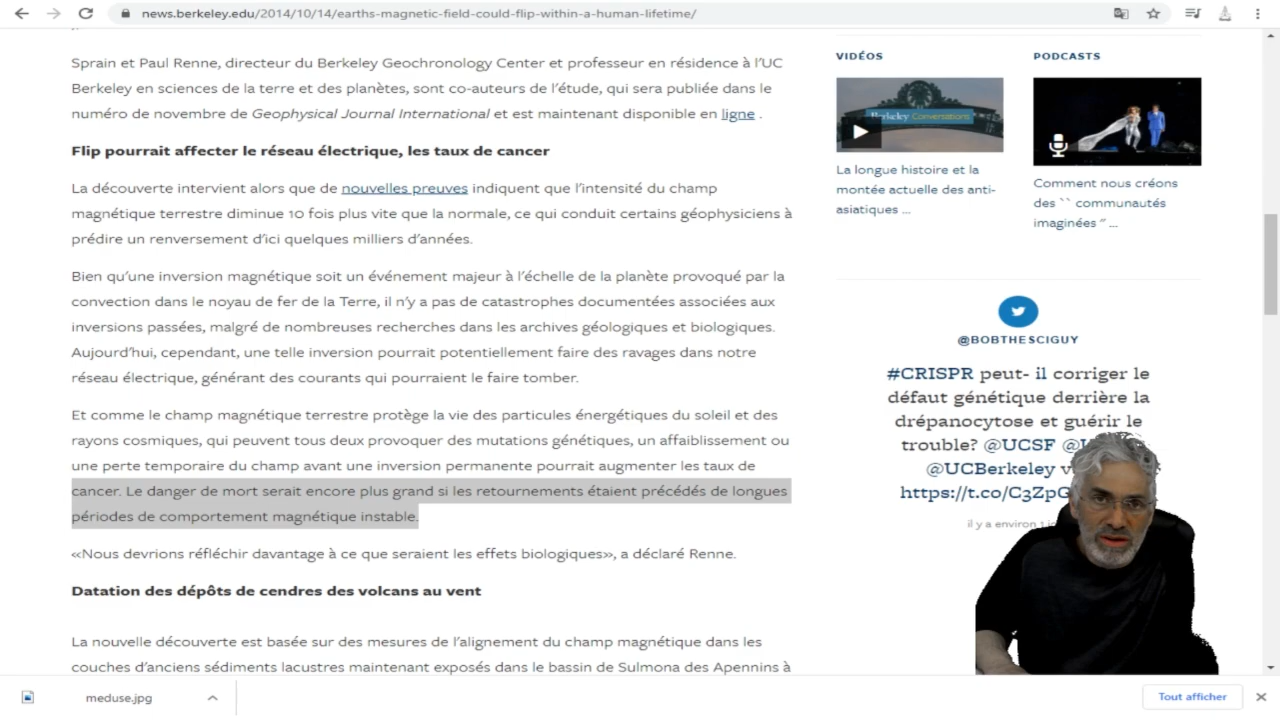 news.berkeley.edu/2014/10/14/earths-magnetic-field-could-flip-within-a-human-lifetime/
Sprain et Paul Renne, directeur du Berkeley Geochronology Center et professeur en résidence à l'UC
Berkeley en sciences de la terre et des planètes, sont co-auteurs de l'étude, qui sera publiée dans le
numéro de novembre de Geophysical Journal International et est maintenant disponible en ligne .
Flip pourrait affecter le réseau électrique, les taux de cancer
La découverte intervient alors que de nouvelles preuves indiquent que l'intensité du champ
magnétique terrestre diminue 10 fois plus vite que la normale, ce qui conduit certains géophysiciens à
prédire un renversement d'ici quelques milliers d'années.
Bien qu'une inversion magnétique soit un événement majeur à l'échelle de la planète provoqué par la
convection dans le noyau de fer de la Terre, il n'y a pas de catastrophes documentées associées aux
inversions passées, malgré de nombreuses recherches dans les archives géologiques et biologiques.
Aujourd'hui, cependant, une telle inversion pourrait potentiellement faire des ravages dans notre
réseau électrique, générant des courants qui pourraient le faire tomber.
Et comme le champ magnétique terrestre protège la vie des particules énergétiques du soleil et des
rayons cosmiques, qui peuvent tous deux provoquer des mutations génétiques, un affaiblissement ou
une perte temporaire du champ avant une inversion permanente pourrait augmenter les taux de
cancer. Le danger de mort serait encore plus grand si les retournements étaient précédés de longues
périodes de comportement magnétique instable.
«Nous devrions réfléchir davantage à ce que seraient les effets biologiques», a déclaré Renne.
Datation des dépôts de cendres des volcans au vent
La nouvelle découverte est basée sur des mesures de l'alignement du champ magnétique dans les
couches d'anciens sédiments lacustres maintenant exposés dans le bassin de Sulmona des Apennins à
VIDÉOS
Conversations
La longue histoire et la
montée actuelle des anti-
asiatiques ...
PODCASTS
Comment nous créons
des `` communautés
imaginées '' ...
@BOBTHESCIGUY
#CRISPR peut- il corriger le
défaut génétique derrière la
drépanocytose et guérir le
trouble? @UCSF
@UCBerkeley
https://t.co/C3Zp
il y a environ 1
meduse.jpg
Tout afficher